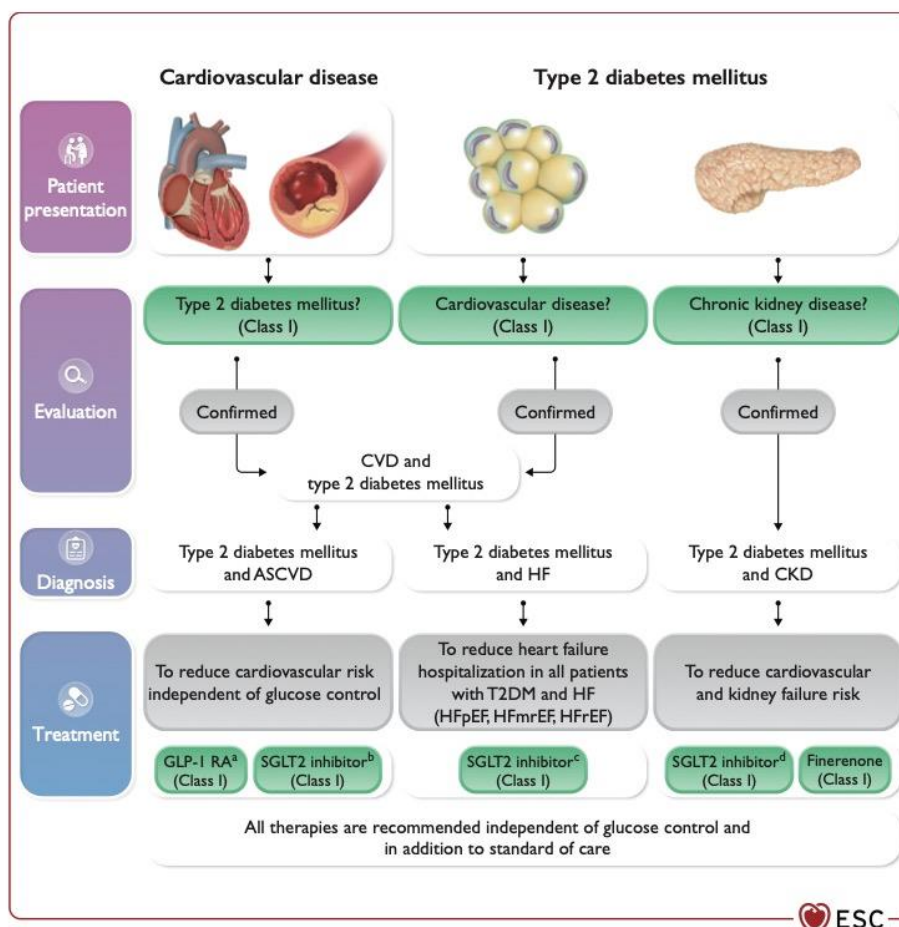 Cardiovascular disease
Type 2 diabetes mellitus
Patient
presentation
Type 2 diabetes mellitus?
(Class I)
Cardiovascular disease?
(Class I)
Chronic kidney disease?
(Class I)
Evaluation
Confirmed
Confirmed
Confirmed
CVD and
type 2 diabetes mellitus
Diagnosis
Type 2 diabetes mellitus
and ASCVD
Type 2 diabetes mellitus
and HF
Type 2 diabetes mellitus
and CKD
Treatment
To reduce cardiovascular risk
independent of glucose control
To reduce heart failure
hospitalization in all patients
with T2DM and HF
(HFpEF, HFmrEF, HFrEF)
To reduce cardiovascular
and kidney failure risk
GLP-1 RAᵃ
(Class I)
SGLT2 inhibitorᵇ
(Class I)
SGLT2 inhibitorᶜ
(Class I)
SGLT2 inhibitorᵈ
(Class I)
Finerenone
(Class I)
All therapies are recommended independent of glucose control and
in addition to standard of care
ESC